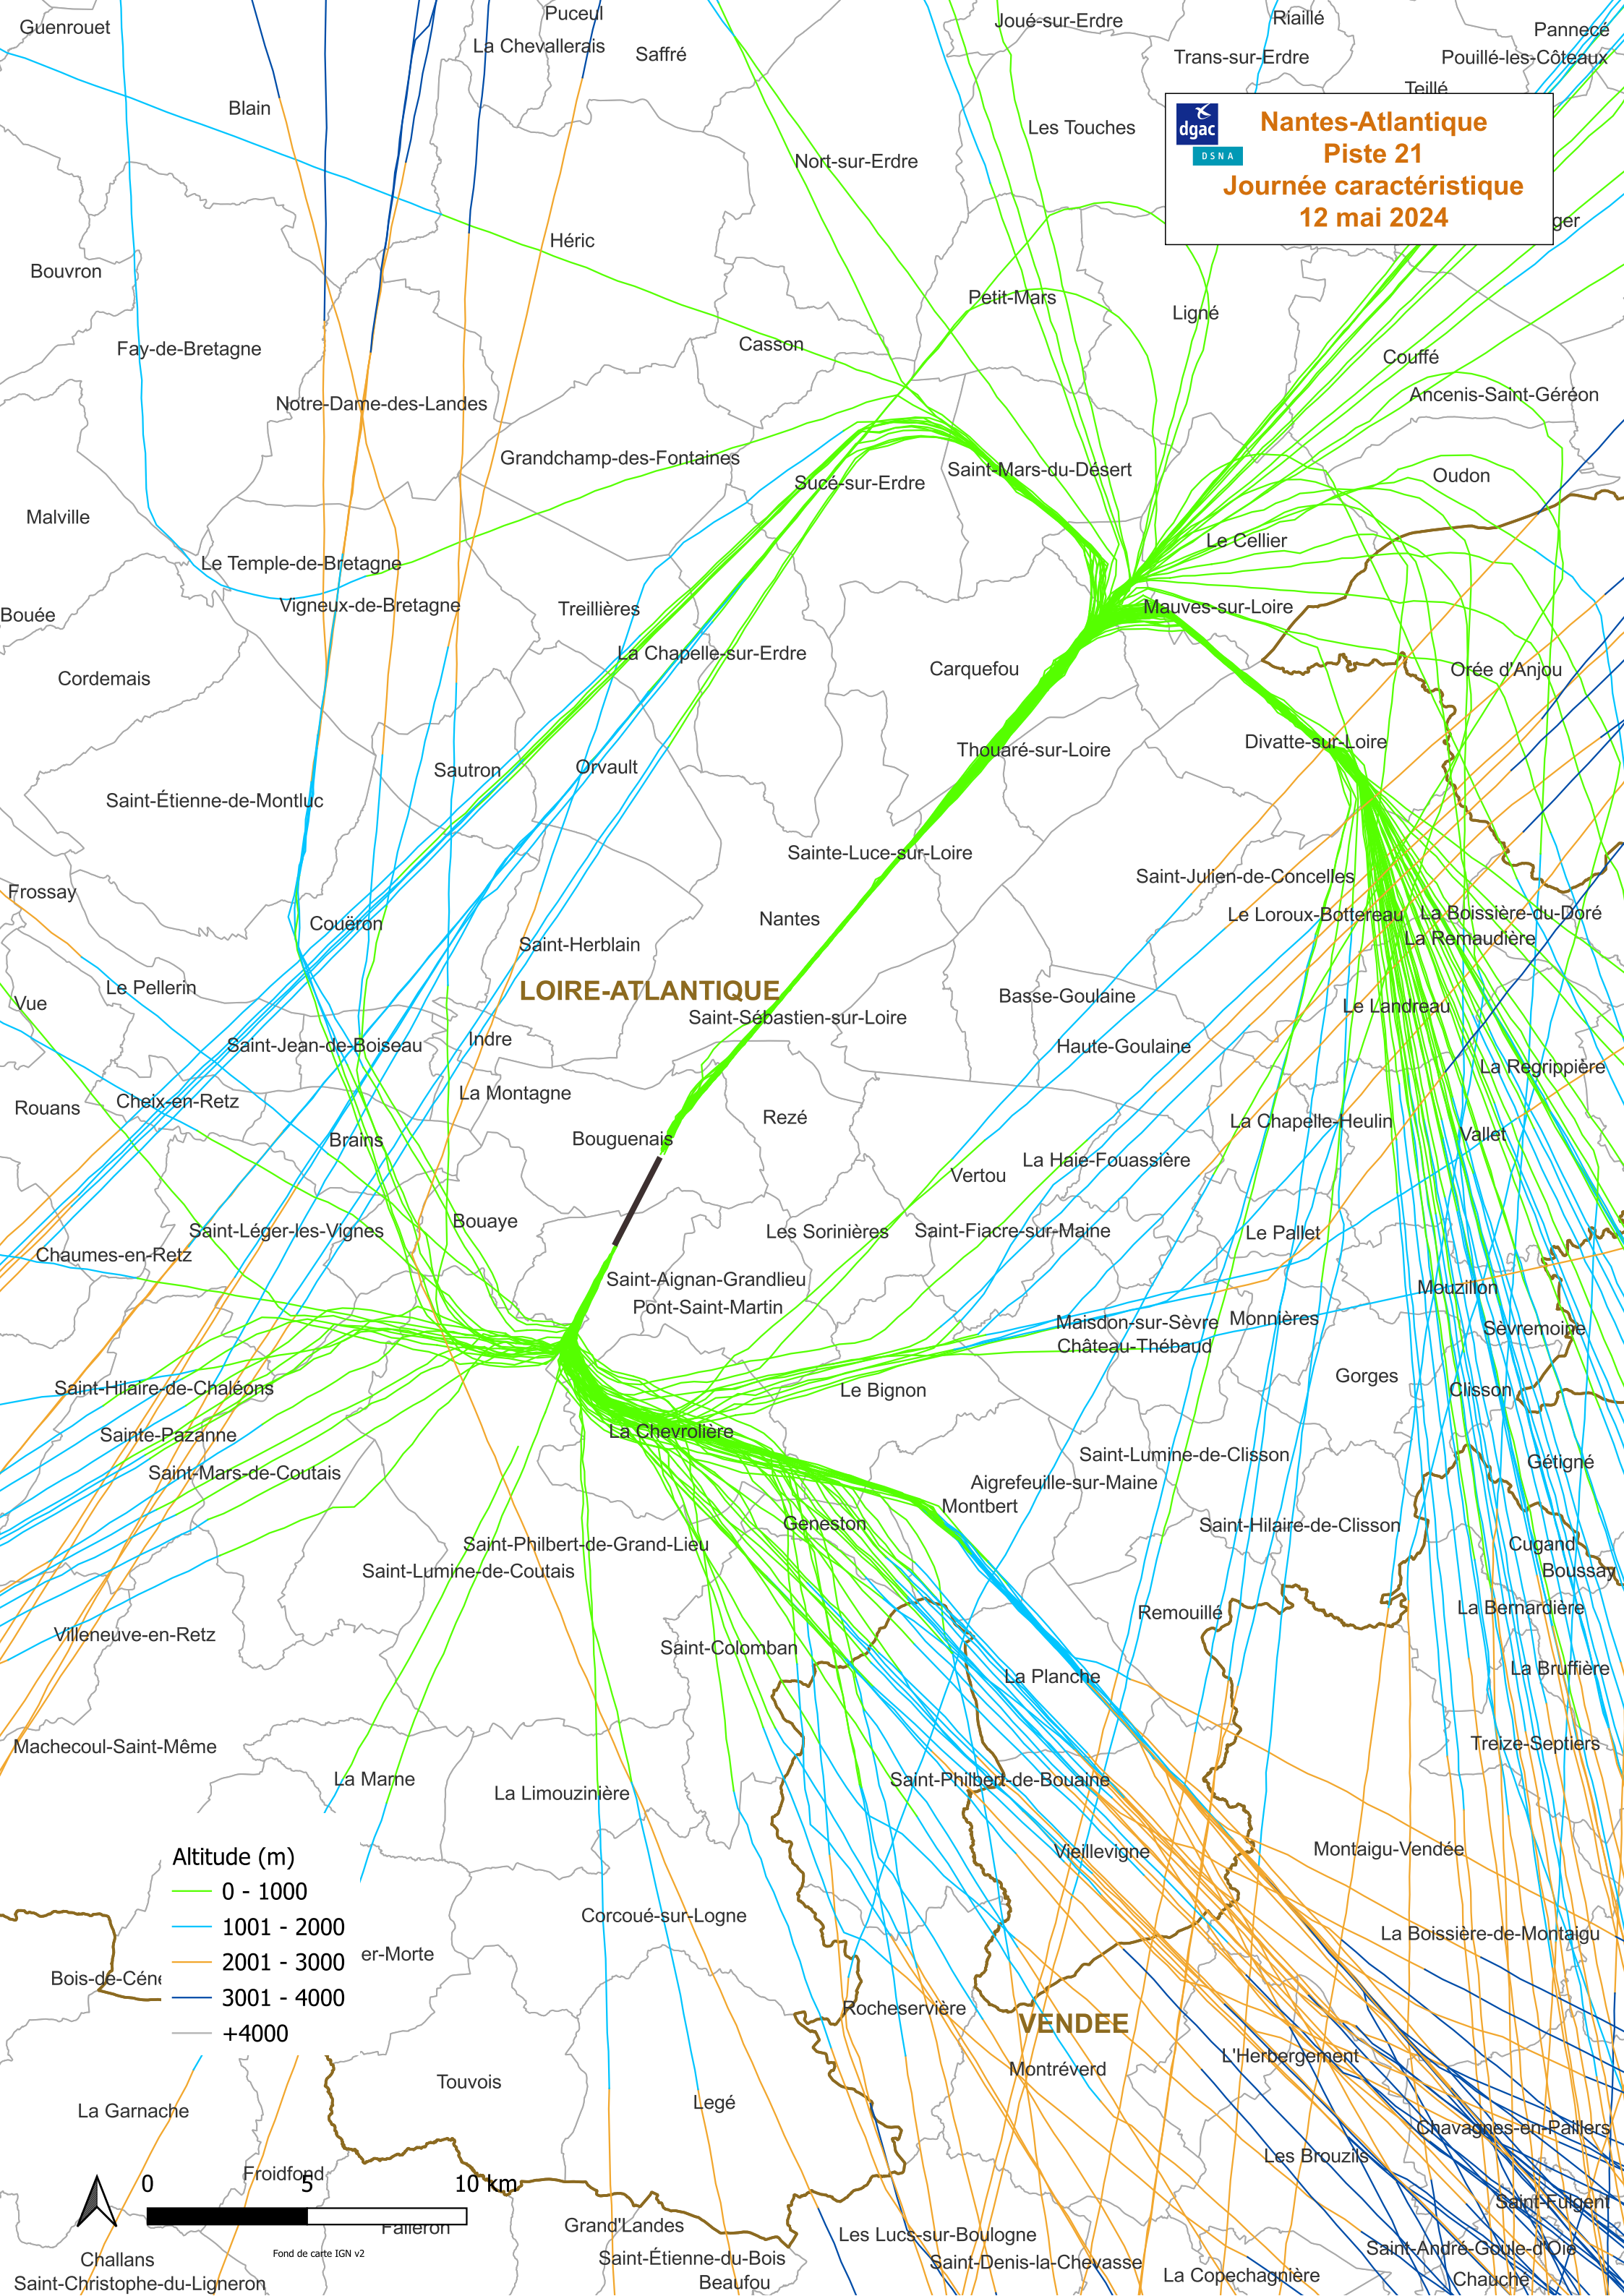 Puceul
Joué-sur-Erdre
Riaillé
Guenrouet
Pannecé
La Chevallerais
Saffré
Trans-sur-Erdre
Pouillé-les-Côteaux
Teillé
Blain
Les Touches
dgac
DSNA
Nantes-Atlantique
Piste 21
Journée caractéristique
12 mai 2024
Nort-sur-Erdre
ger
Héric
Bouvron
Petit-Mars
Ligné
Fay-de-Bretagne
Casson
Couffé
Ancenis-Saint-Géréon
Notre-Dame-des-Landes
Grandchamp-des-Fontaines
Sucé-sur-Erdre
Saint-Mars-du-Désert
Oudon
Malville
Le Cellier
Le Temple-de-Bretagne
Vigneux-de-Bretagne
Bouée
Treillières
Mauves-sur-Loire
La Chapelle-sur-Erdre
Carquefou
Orée d'Anjou
Cordemais
Thouaré-sur-Loire
Divatte-sur-Loire
Sautron
Orvault
Saint-Étienne-de-Montluc
Sainte-Luce-sur-Loire
Saint-Julien-de-Concelles
Frossay
Couëron
Nantes
Le Loroux-Bottereau
La Boissière-du-Doré
La Remaudière
Saint-Herblain
LOIRE-ATLANTIQUE
Le Pellerin
Vue
Basse-Goulaine
Le Landreau
Saint-Sébastien-sur-Loire
Saint-Jean-de-Boiseau
Indre
Haute-Goulaine
La Regrippière
La Montagne
Cheix-en-Retz
Rouans
Rezé
La Chapelle-Heulin
Vallet
Brains
Bouguenais
La Haie-Fouassière
Vertou
Bouaye
Saint-Léger-les-Vignes
Les Sorinières
Saint-Fiacre-sur-Maine
Le Pallet
Chaumes-en-Retz
Saint-Aignan-Grandlieu
Pont-Saint-Martin
Mouzillon
Maisdon-sur-Sèvre
Monnières
Sèvremoine
Château-Thébaud
Gorges
Clisson
Saint-Hilaire-de-Chaléons
Le Bignon
La Chevrolière
Sainte-Pazanne
Saint-Lumine-de-Clisson
Gétigné
Saint-Mars-de-Coutais
Aigrefeuille-sur-Maine
Montbert
Geneston
Saint-Hilaire-de-Clisson
Saint-Philbert-de-Grand-Lieu
Cugand
Saint-Lumine-de-Coutais
Boussay
La Bernardière
Remouillé
Villeneuve-en-Retz
Saint-Colomban
La Planche
La Bruffière
Machecoul-Saint-Même
Treize-Septiers
La Marne
Saint-Philbert-de-Bouaine
La Limouzinière
Vieillevigne
Montaigu-Vendée
Altitude (m)
0 - 1000
1001 - 2000
2001 - 3000
3001 - 4000
+4000
Corcoué-sur-Logne
La Boissière-de-Montaigu
er-Morte
Bois-de-Céné
Rocheservière
VENDEE
L'Herbergement
Montréverd
Touvois
Legé
La Garnache
Chavagnes-en-Paillers
Les Brouzils
Froidfond
0 5 10 km
Saint-Fulgent
Falleron
Grand'Landes
Les Lucs-sur-Boulogne
Saint-André-Goule-d'Oie
Fond de carte IGN v2
Challans
Saint-Étienne-du-Bois
Saint-Denis-la-Chevasse
La Copechagnière
Chauché
Saint-Christophe-du-Ligneron
Beaufou